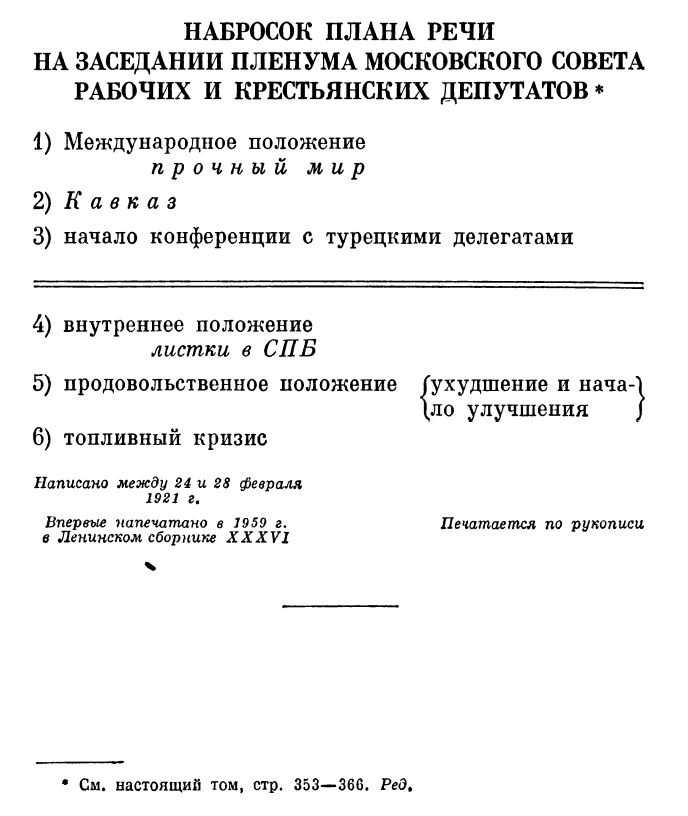 НАБРОСОК ПЛАНА РЕЧИ
НА ЗАСЕДАНИИ ПЛЕНУМА МОСКОВСКОГО СОВЕТА
РАБОЧИХ И КРЕСТЬЯНСКИХ ДЕПУТАТОВ *
1) Международное положение
прочный мир
2) Кавказ
3) начало конференции с турецкими делегатами
4) внутреннее положение
листки в СПБ
5) продовольственное положение {ухудшение и нача-}
{ло улучшения}
6) топливный кризис
Написано между 24 и 28 февраля
1921 г.
Впервые напечатано в 1959 г.
в Ленинском сборнике XXXVI
Печатается по рукописи
* См. настоящий том, стр. 353—366. Ред.